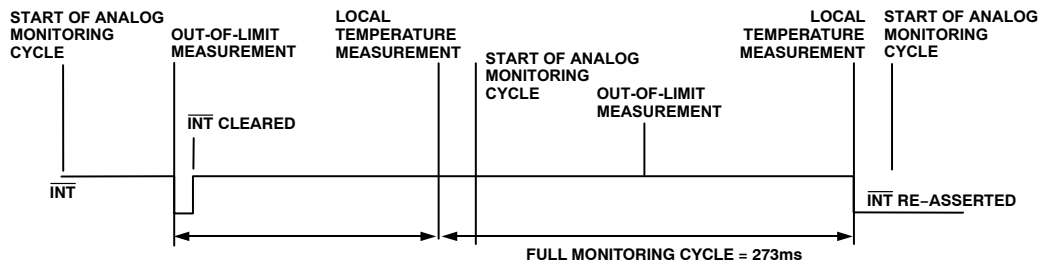 START OF ANALOG
MONITORING
CYCLE
OUT-OF-LIMIT
MEASUREMENT
LOCAL
TEMPERATURE
MEASUREMENT
START OF ANALOG
MONITORING
CYCLE
OUT-OF-LIMIT
MEASUREMENT
LOCAL
TEMPERATURE
MEASUREMENT
START OF ANALOG
MONITORING
CYCLE
INT CLEARED
INT
INT RE–ASSERTED
FULL MONITORING CYCLE = 273ms